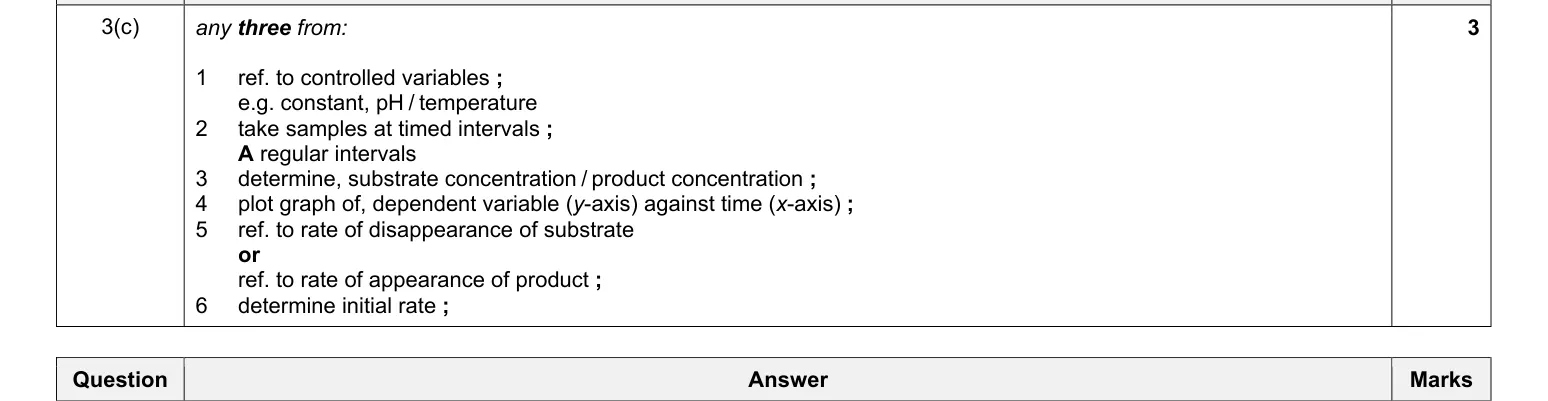 3(c) any three from: 3
1 ref. to controlled variables ;
e.g. constant, pH / temperature
2 take samples at timed intervals ;
A regular intervals
3 determine, substrate concentration / product concentration ;
4 plot graph of, dependent variable (y-axis) against time (x-axis) ;
5 ref. to rate of disappearance of substrate
or
ref. to rate of appearance of product ;
6 determine initial rate ;
Question Answer Marks